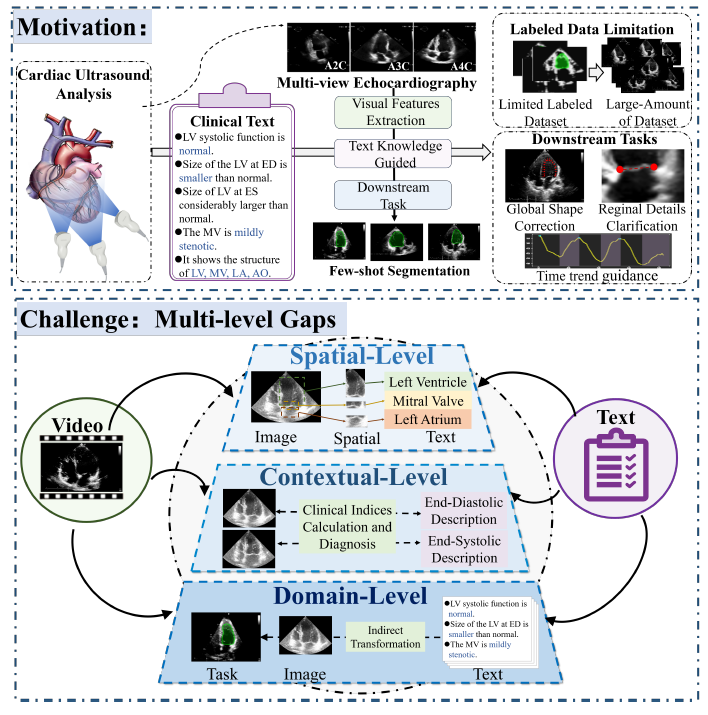 Motivation：
Cardiac Ultrasound
Analysis
Clinical Text
●LV systolic function is
normal.
●Size of the LV at ED is
smaller than normal.
●Size of LV at ES
considerably larger than
normal.
●The MV is mildly
stenotic.
●It shows the structure
of LV, MV, LA, AO.
A2C
A3C
A4C
Multi-view Echocardiography
Visual Features
Extraction
Text Knowledge
Guided
Downstream
Task
Few-shot Segmentation
Labeled Data Limitation
Limited Labeled
Dataset
Large-Amount
of Dataset
Downstream Tasks
Global Shape
Correction
Reginal Details
Clarification
Time trend guidance
Challenge：Multi-level Gaps
Video
Text
Spatial-Level
Left Ventricle
Mitral Valve
Left Atrium
Image
Spatial
Text
Contextual-Level
Clinical Indices
Calculation and
Diagnosis
End-Diastolic
Description
End-Systolic
Description
Domain-Level
Indirect
Transformation
●LV systolic function is
normal.
●Size of the LV at ED is
smaller than normal.
●The MV is mildly
stenotic.
Task
Image
Text